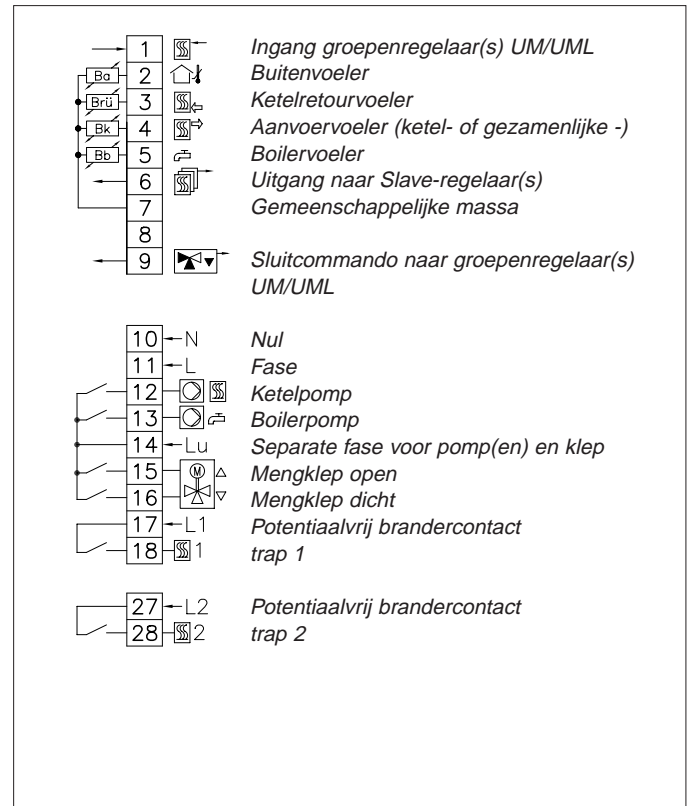 1 Ingang groepenregelaar(s) UM/UML
Ba 2 Buitenvoeler
Brü 3 Ketelretourvoeler
Bk 4 Aanvoervoeler (ketel- of gezamenlijke -)
Bb 5 Boilervoeler
6 Uitgang naar Slave-regelaar(s)
7 Gemeenschappelijke massa
8
9 Sluitcommando naar groepenregelaar(s)
UM/UML
10 N Nul
11 L Fase
12 Ketelpomp
13 Boilerpomp
14 Lu Separate fase voor pomp(en) en klep
15 M Mengklep open
16 Mengklep dicht
17 L1 Potentiaalvrij brandercontact
18 1 trap 1
27 L2 Potentiaalvrij brandercontact
28 2 trap 2